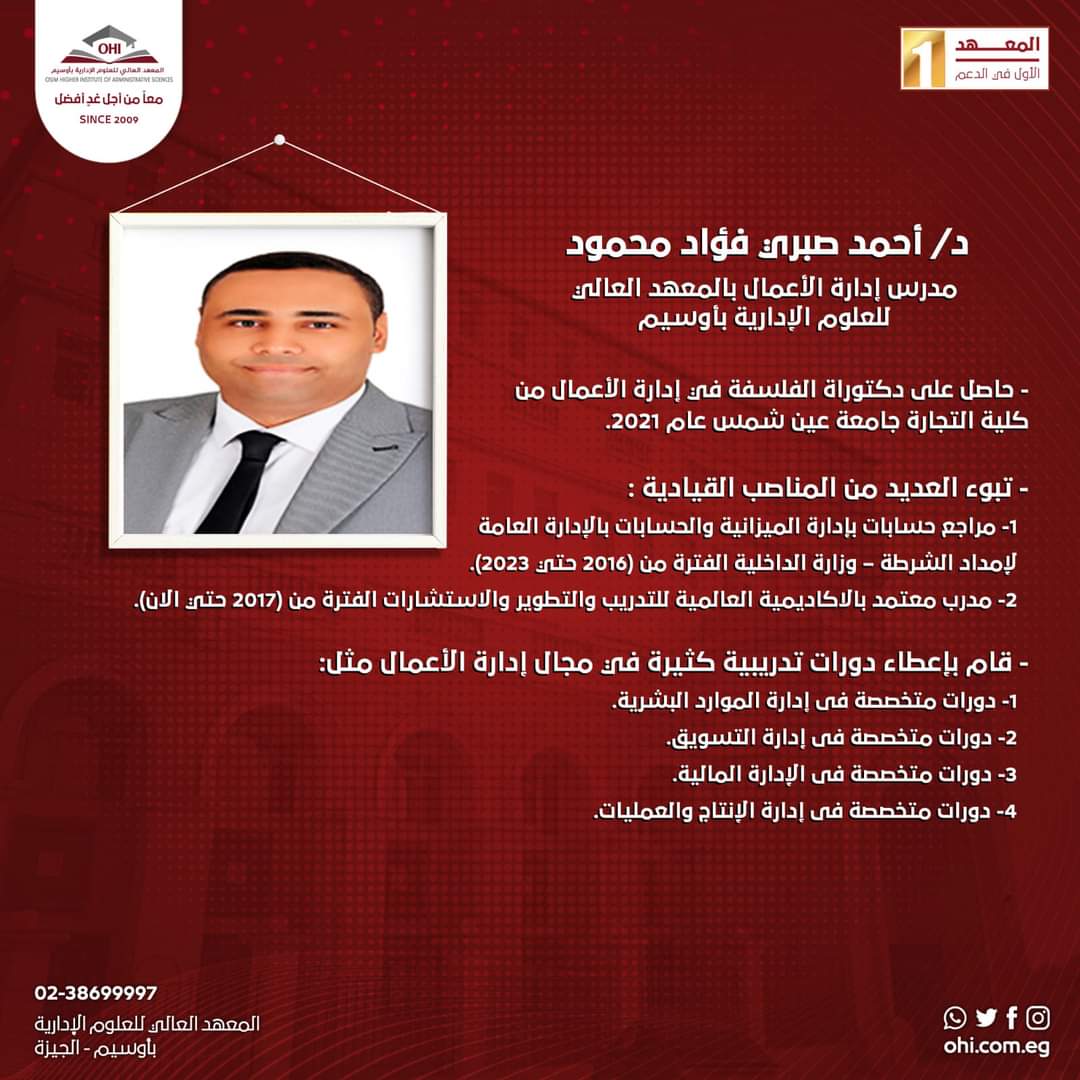 OHI
المعهد العالي للعلوم الإدارية بأوسيم
OSIM HIGHER INSTITUTE OF ADMINISTRATIVE SCIENCES
معاً من أجل غدٍ أفضل
SINCE 2009
المعهد
الأول في الدعم
1
د/ أحمد صبري فؤاد محمود
مدرس إدارة الأعمال بالمعهد العالي
للعلوم الإدارية بأوسيم
- حاصل على دكتوراة الفلسفة في إدارة الأعمال من
كلية التجارة جامعة عين شمس عام 2021.
- تبوء العديد من المناصب القيادية :
1- مراجع حسابات بإدارة الميزانية والحسابات بالإدارة العامة
لإمداد الشرطة – وزارة الداخلية الفترة من (2016 حتي 2023).
2- مدرب معتمد بالاكاديمية العالمية للتدريب والتطوير والاستشارات الفترة من (2017 حتي الان).
- قام بإعطاء دورات تدريبية كثيرة في مجال إدارة الأعمال مثل:
1- دورات متخصصة فى إدارة الموارد البشرية.
2- دورات متخصصة فى إدارة التسويق.
3- دورات متخصصة فى الإدارة المالية.
4- دورات متخصصة فى إدارة الإنتاج والعمليات.
02-38699997
المعهد العالي للعلوم الإدارية
بأوسيم - الجيزة
ohi.com.eg